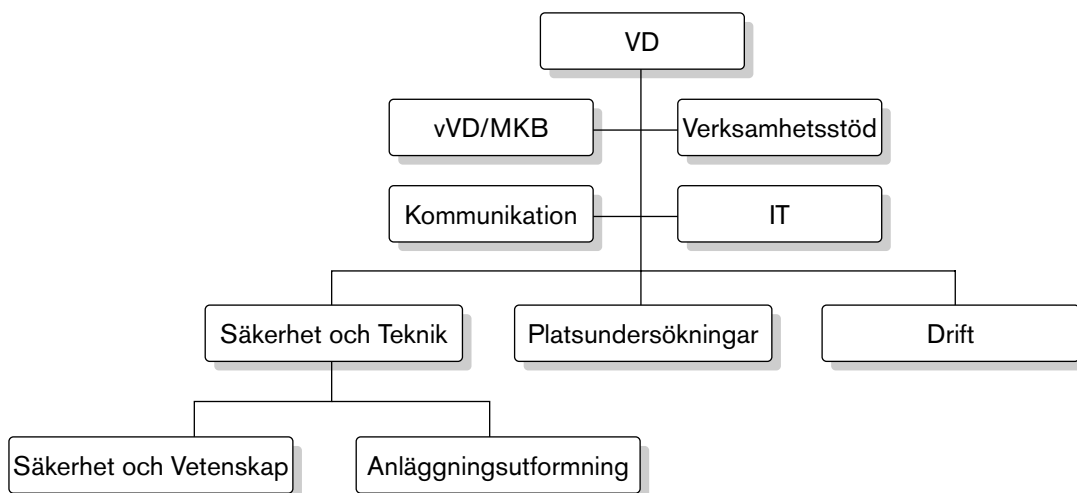 VD
vVD/MKB
Verksamhetsstöd
Kommunikation
IT
Säkerhet och Teknik
Platsundersökningar
Drift
Säkerhet och Vetenskap
Anläggningsutformning